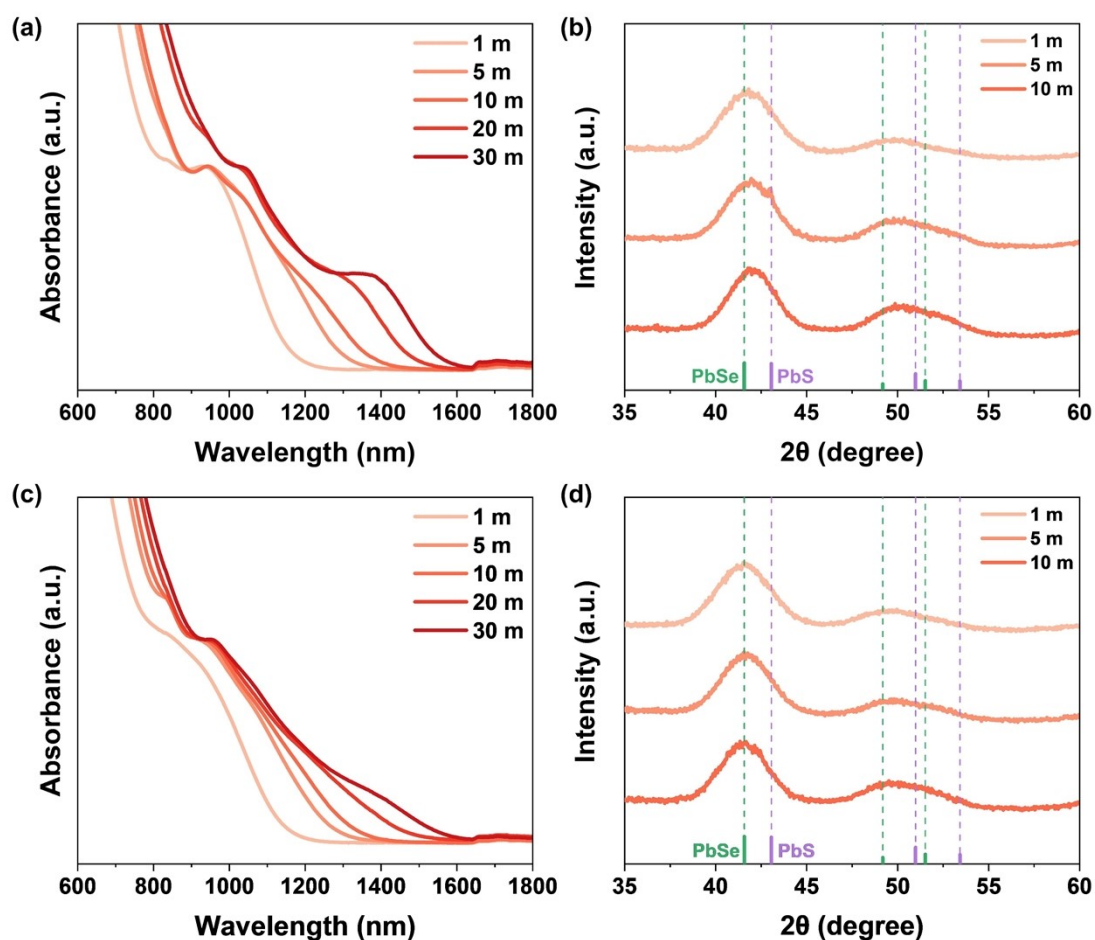 (a)
1 m
5 m
10 m
20 m
30 m
Absorbance (a.u.)
600 800 1000 1200 1400 1600 1800
Wavelength (nm)
(b)
1 m
5 m
10 m
Intensity (a.u.)
PbSe PbS
35 40 45 50 55 60
2θ (degree)
(c)
1 m
5 m
10 m
20 m
30 m
Absorbance (a.u.)
600 800 1000 1200 1400 1600 1800
Wavelength (nm)
(d)
1 m
5 m
10 m
Intensity (a.u.)
PbSe PbS
35 40 45 50 55 60
2θ (degree)